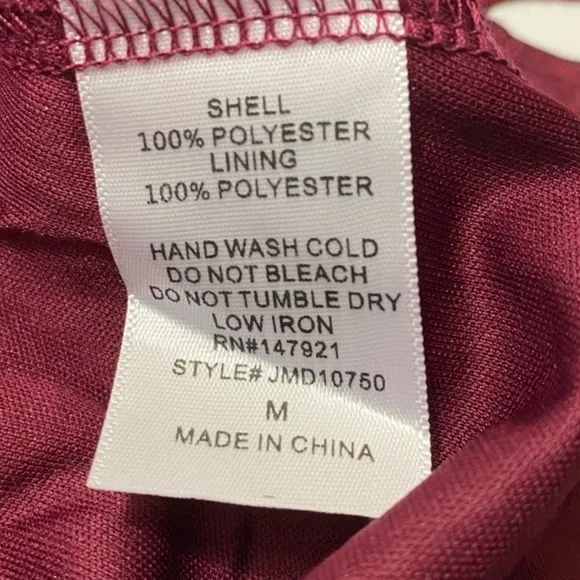 SHELL
100% POLYESTER
LINING
100% POLYESTER
HAND WASH COLD
DO NOT BLEACH
DO NOT TUMBLE DRY
LOW IRON
RN#147921
STYLE# JMD10750
M
MADE IN CHINA